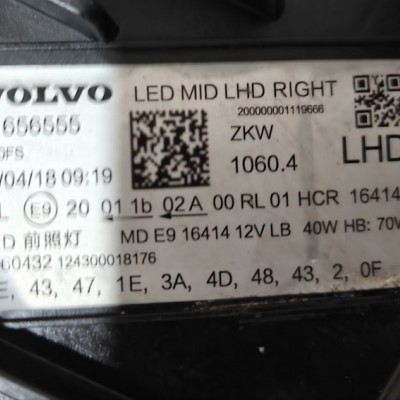 VOLVO LED MID LHD RIGHT
200000001119666
656555 ZKW
0FS 1060.4 LHD
/04/18 09:19
L E9 20 01 1b 02A 00 RL 01 HCR 16414
D 前照灯 MD E9 16414 12V LB 40W HB: 70W
60432 124300018176
E, 43, 47, 1E, 3A, 4D, 48, 43, 2, 0F